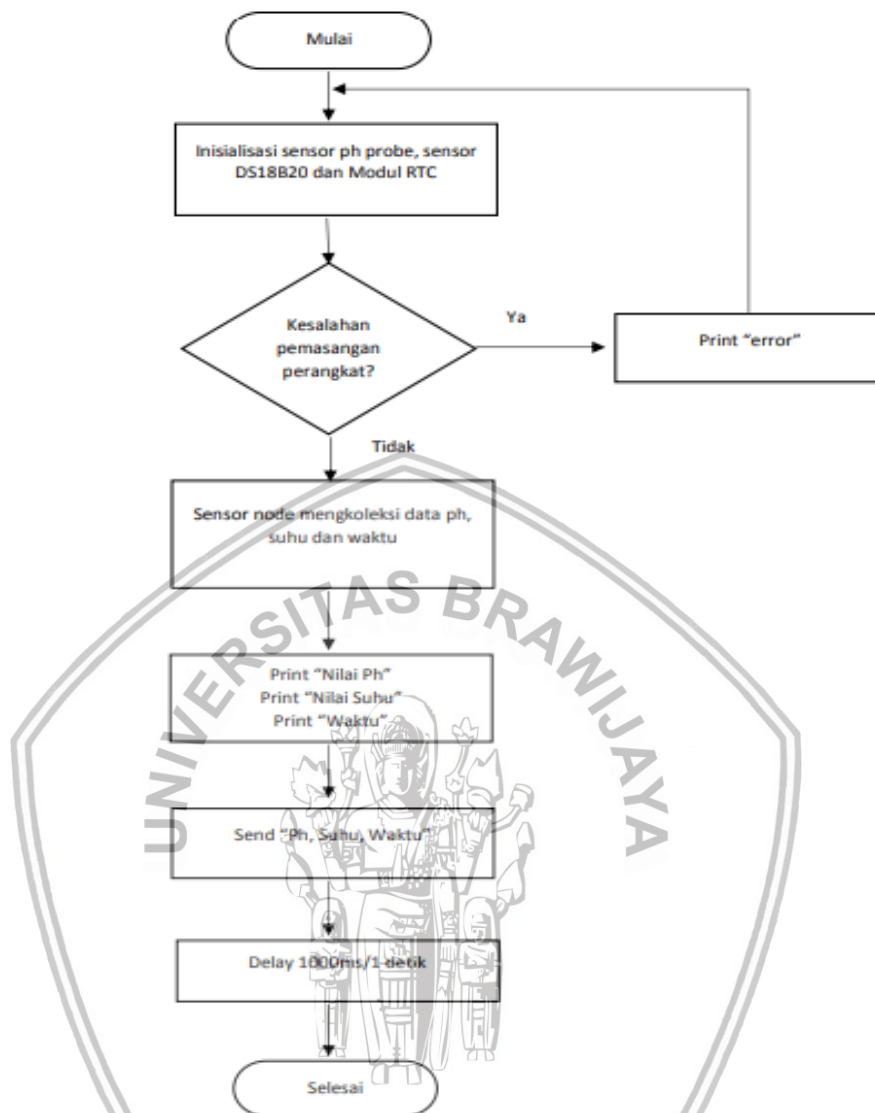 Mulai
Inisialisasi sensor ph probe, sensor
DS18B20 dan Modul RTC
Kesalahan
pemasangan
perangkat?
Ya
Print “error”
Tidak
Sensor node mengkoleksi data ph,
suhu dan waktu
UNIVERSITAS BRAWIJAYA
Print “Nilai Ph”
Print “Nilai Suhu”
Print “Waktu”
Send “Ph, Suhu, Waktu”
Delay 1000ms/1 detik
Selesai